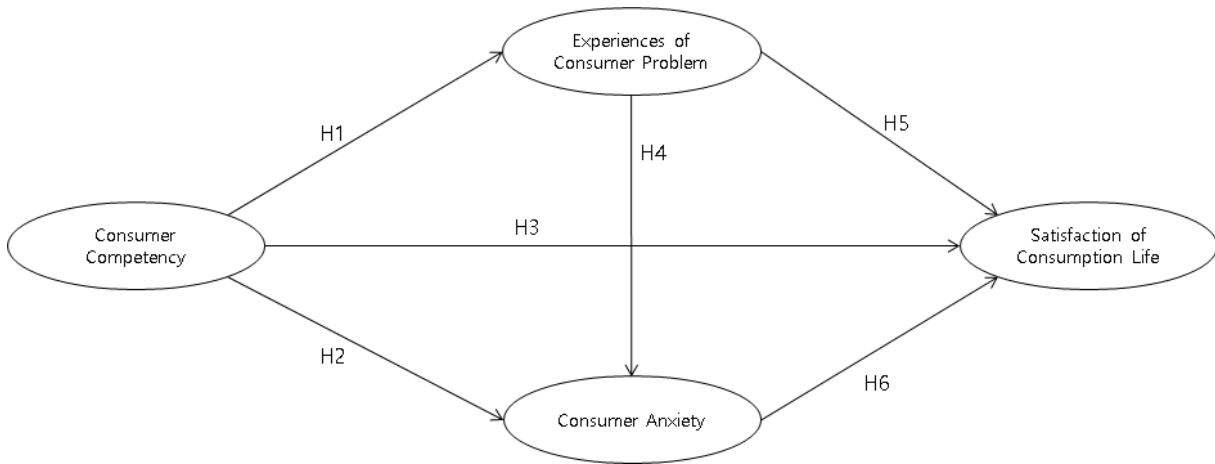 Experiences of
Consumer Problem
H1
H5
H4
Consumer
Competency
H3
Satisfaction of
Consumption Life
H2
H6
Consumer Anxiety